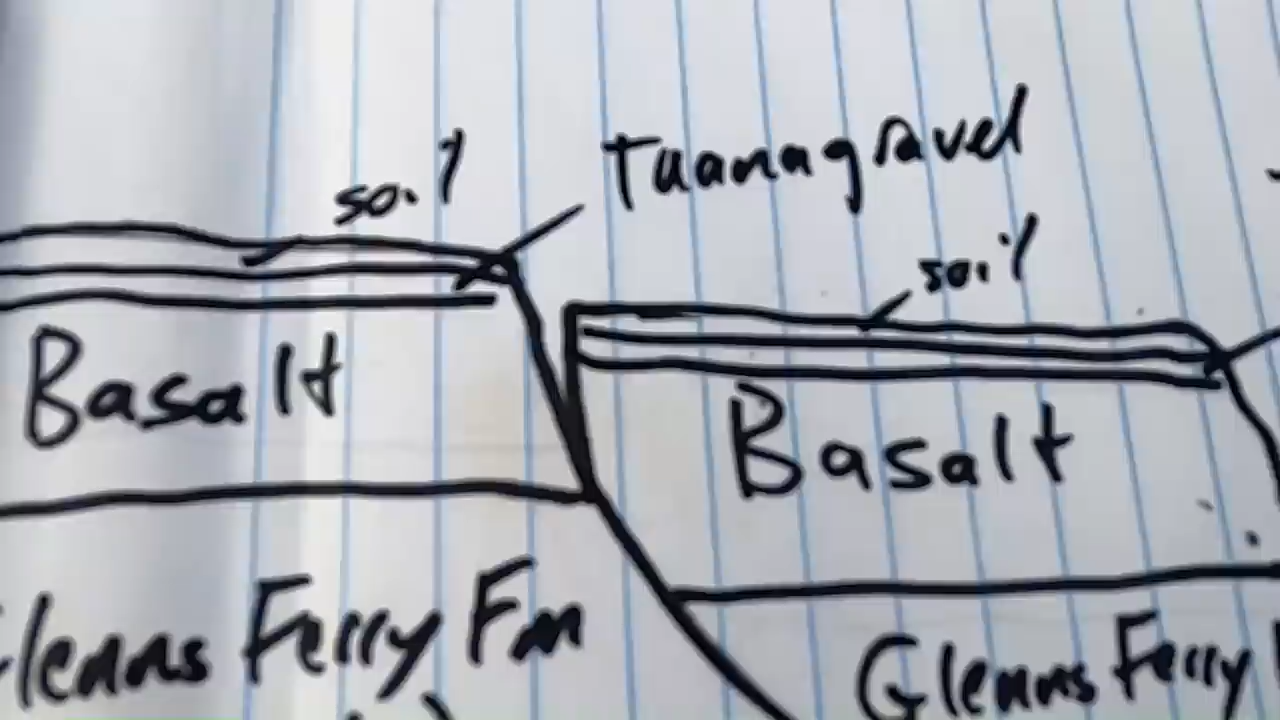 Tuanagravel
soil
soil
Basalt
Basalt
Glenns Ferry Fm
Glenns Ferry